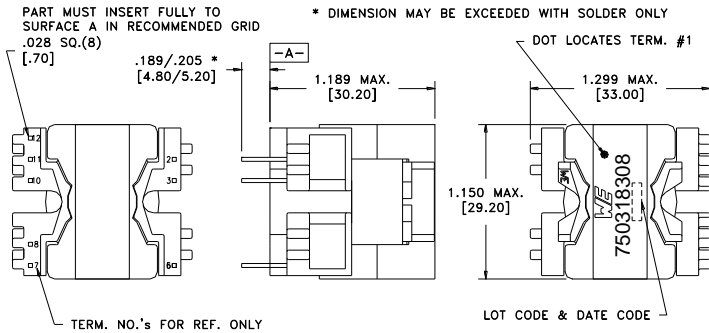 PART MUST INSERT FULLY TO
SURFACE A IN RECOMMENDED GRID
.028 SQ.(8)
[.70]
* DIMENSION MAY BE EXCEEDED WITH SOLDER ONLY
DOT LOCATES TERM. #1
.189/.205 *
[4.80/5.20]
-A-
1.189 MAX.
[30.20]
1.299 MAX.
[33.00]
12
11
10
8
7
2
3
6
1.150 MAX.
[29.20]
WE
WE
750318308
TERM. NO.'s FOR REF. ONLY
LOT CODE & DATE CODE